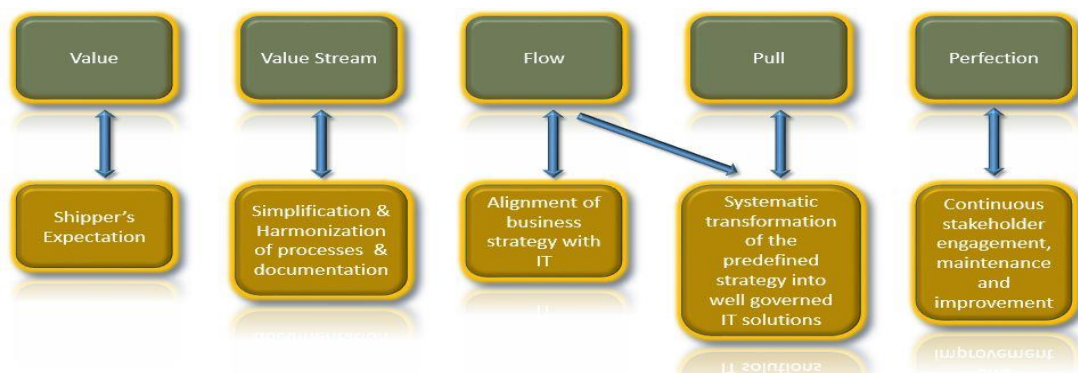 Value
Value Stream
Flow
Pull
Perfection
Shipper's
Expectation
Simplification &
Harmonization
of processes &
documentation
Alignment of
business
strategy with
IT
Systematic
transformation
of the
predefined
strategy into
well governed
IT solutions
Continuous
stakeholder
engagement,
maintenance
and
improvement